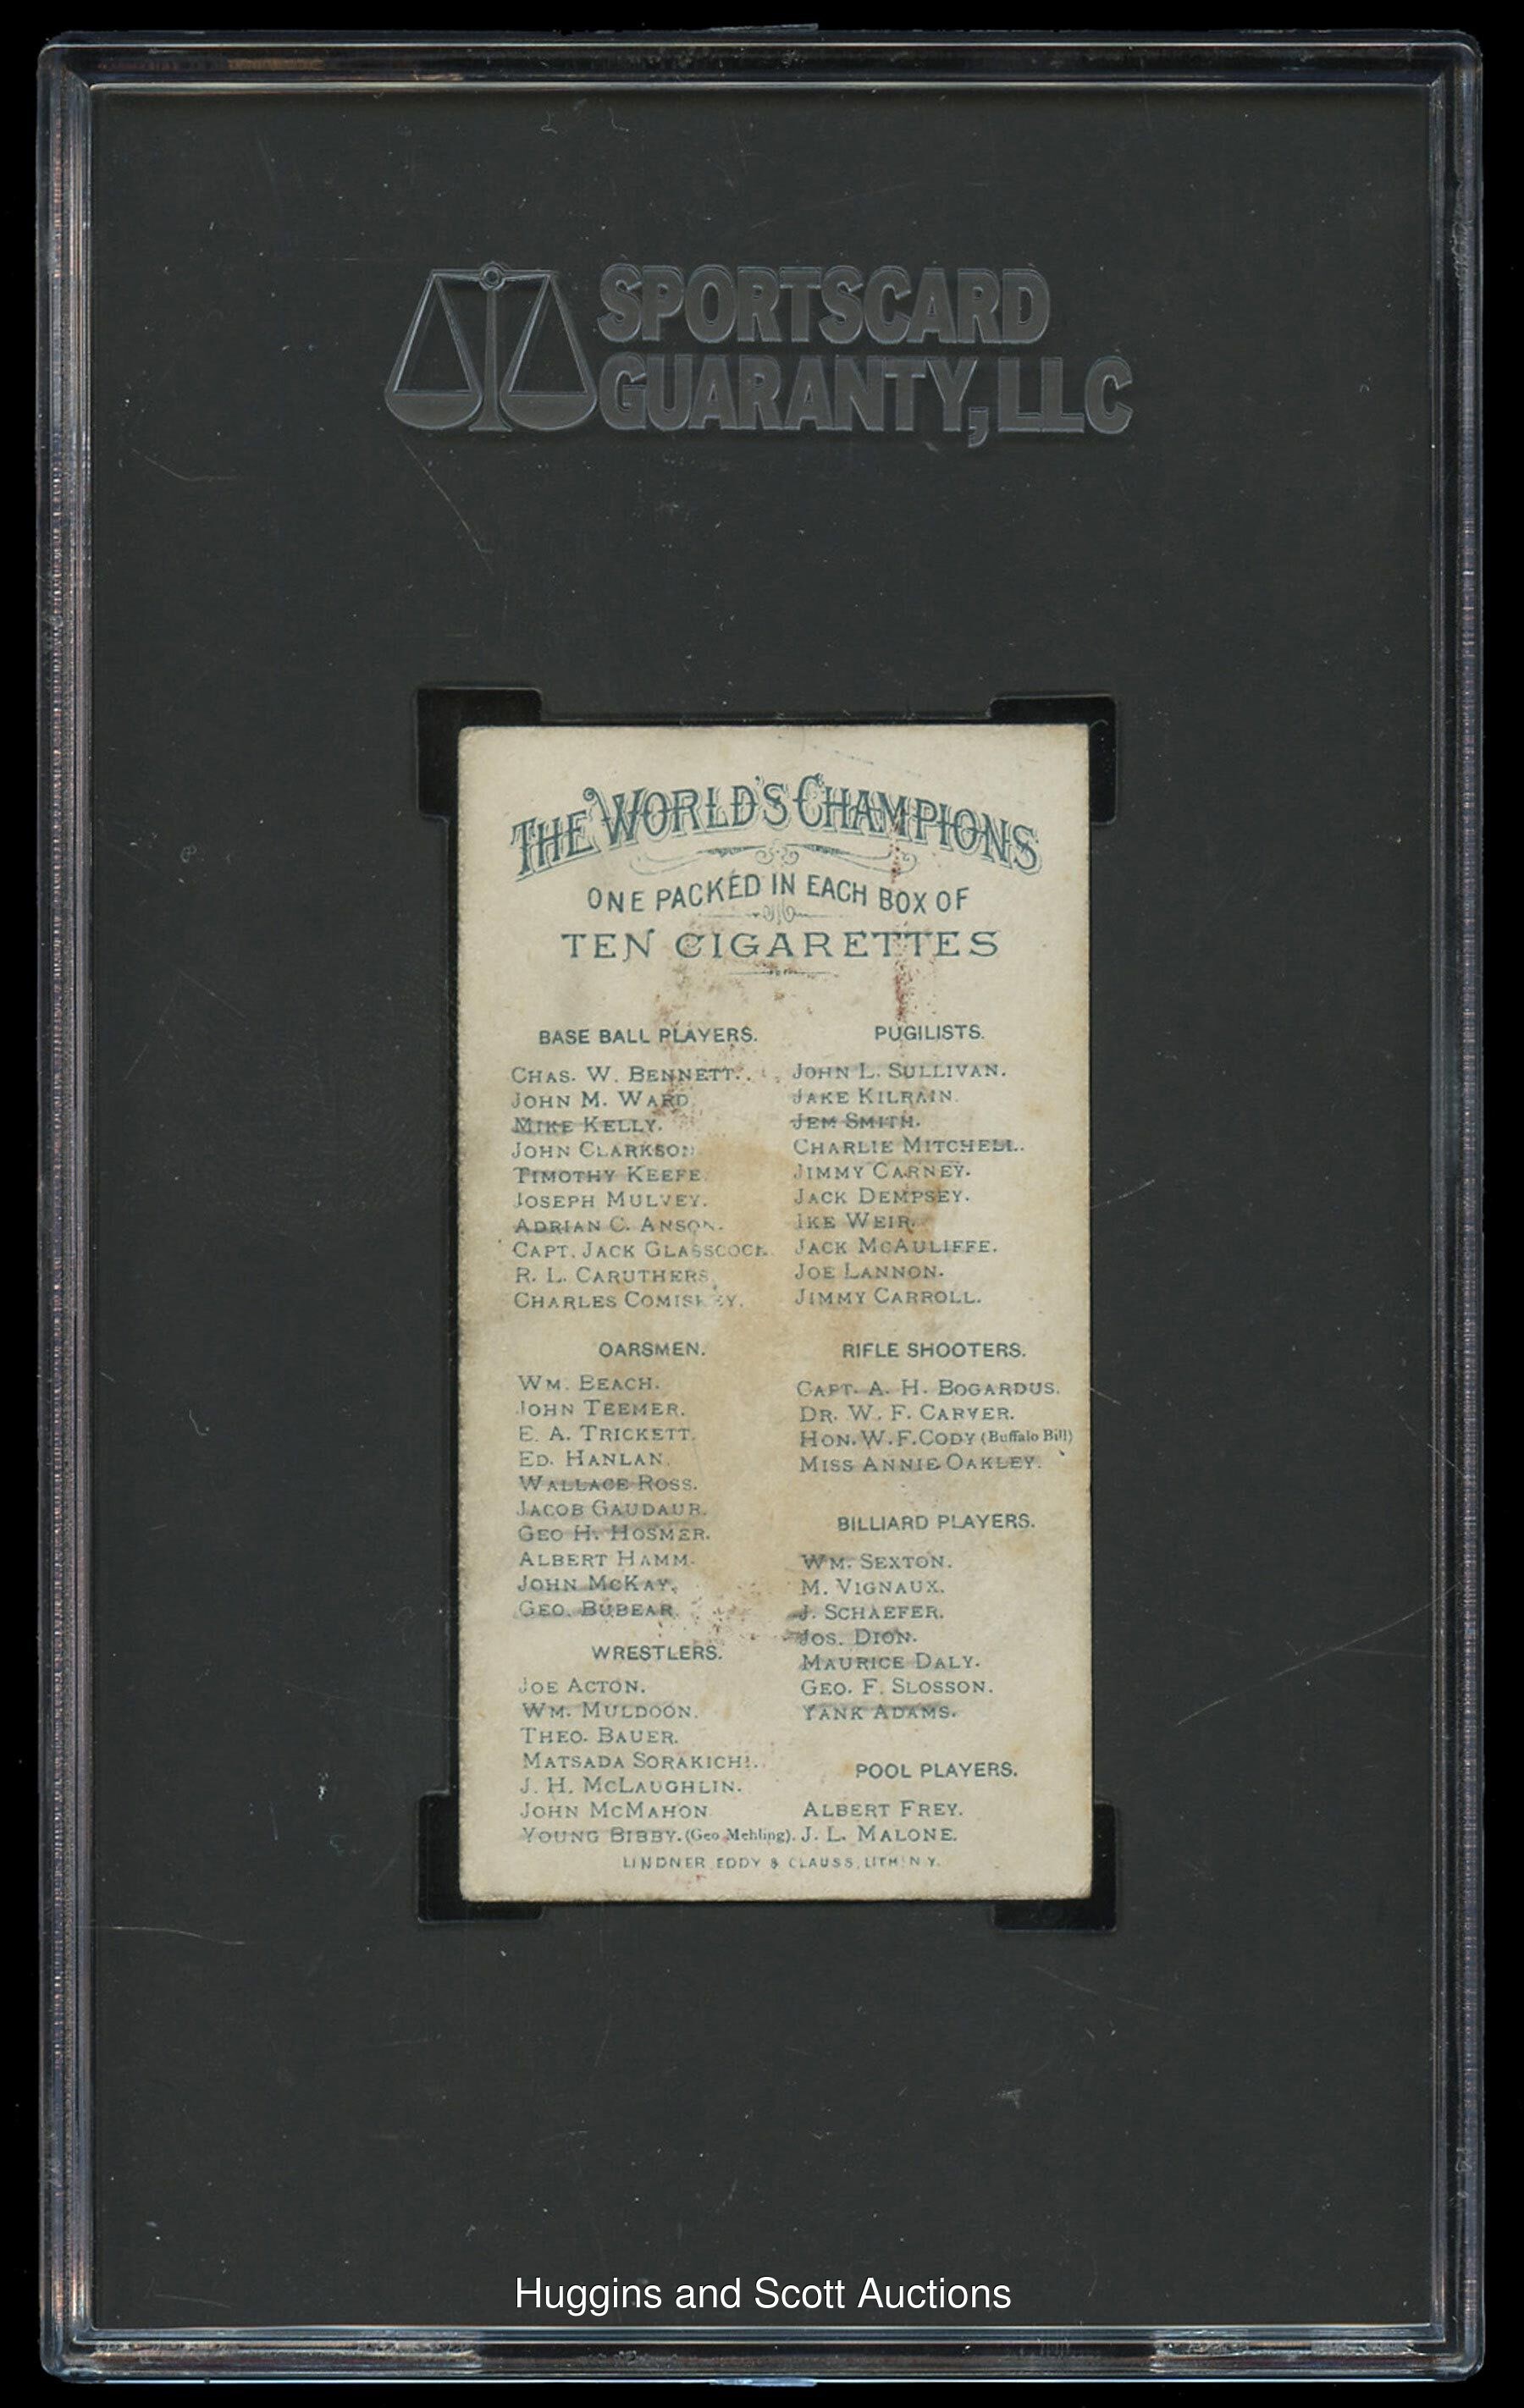 SPORTSCARD
GUARANTY, LLC
THE WORLD'S CHAMPIONS
ONE PACKED IN EACH BOX OF
TEN CIGARETTES
BASE BALL PLAYERS.
CHAS. W. BENNETT.
JOHN M. WARD.
MIKE KELLY.
JOHN CLARKSON
TIMOTHY KEEFE.
JOSEPH MULVEY.
ADRIAN C. ANSON.
CAPT. JACK GLASSCOCK.
R. L. CARUTHERS.
CHARLES COMISKEY.
OARSMEN.
WM. BEACH.
JOHN TEEMER.
E. A. TRICKETT.
ED. HANLAN.
WALLACE ROSS.
JACOB GAUDAUR.
GEO H. HOSMER.
ALBERT HAMM.
JOHN MCKAY.
GEO. BUBEAR.
WRESTLERS.
JOE ACTON.
WM. MULDOON.
THEO. BAUER.
MATSADA SORAKICHI.
J. H. MCLAUGHLIN.
JOHN MCMAHON
YOUNG BIBBY. (Geo Mehling).
PUGILISTS.
JOHN L. SULLIVAN.
JAKE KILRAIN.
JEM SMITH.
CHARLIE MITCHELL.
JIMMY CARNEY.
JACK DEMPSEY.
IKE WEIR.
JACK MCAULIFFE.
JOE LANNON.
JIMMY CARROLL.
RIFLE SHOOTERS.
CAPT. A. H. BOGARDUS.
DR. W. F. CARVER.
HON. W. F. CODY (Buffalo Bill)
MISS ANNIE OAKLEY.
BILLIARD PLAYERS.
WM. SEXTON.
M. VIGNAUX.
J. SCHAEFER.
JOS. DION.
MAURICE DALY.
GEO. F. SLOSSON.
YANK ADAMS.
POOL PLAYERS.
ALBERT FREY.
J. L. MALONE.
LINDNER, EDDY & CLAUSS, LITH. N.Y.
Huggins and Scott Auctions